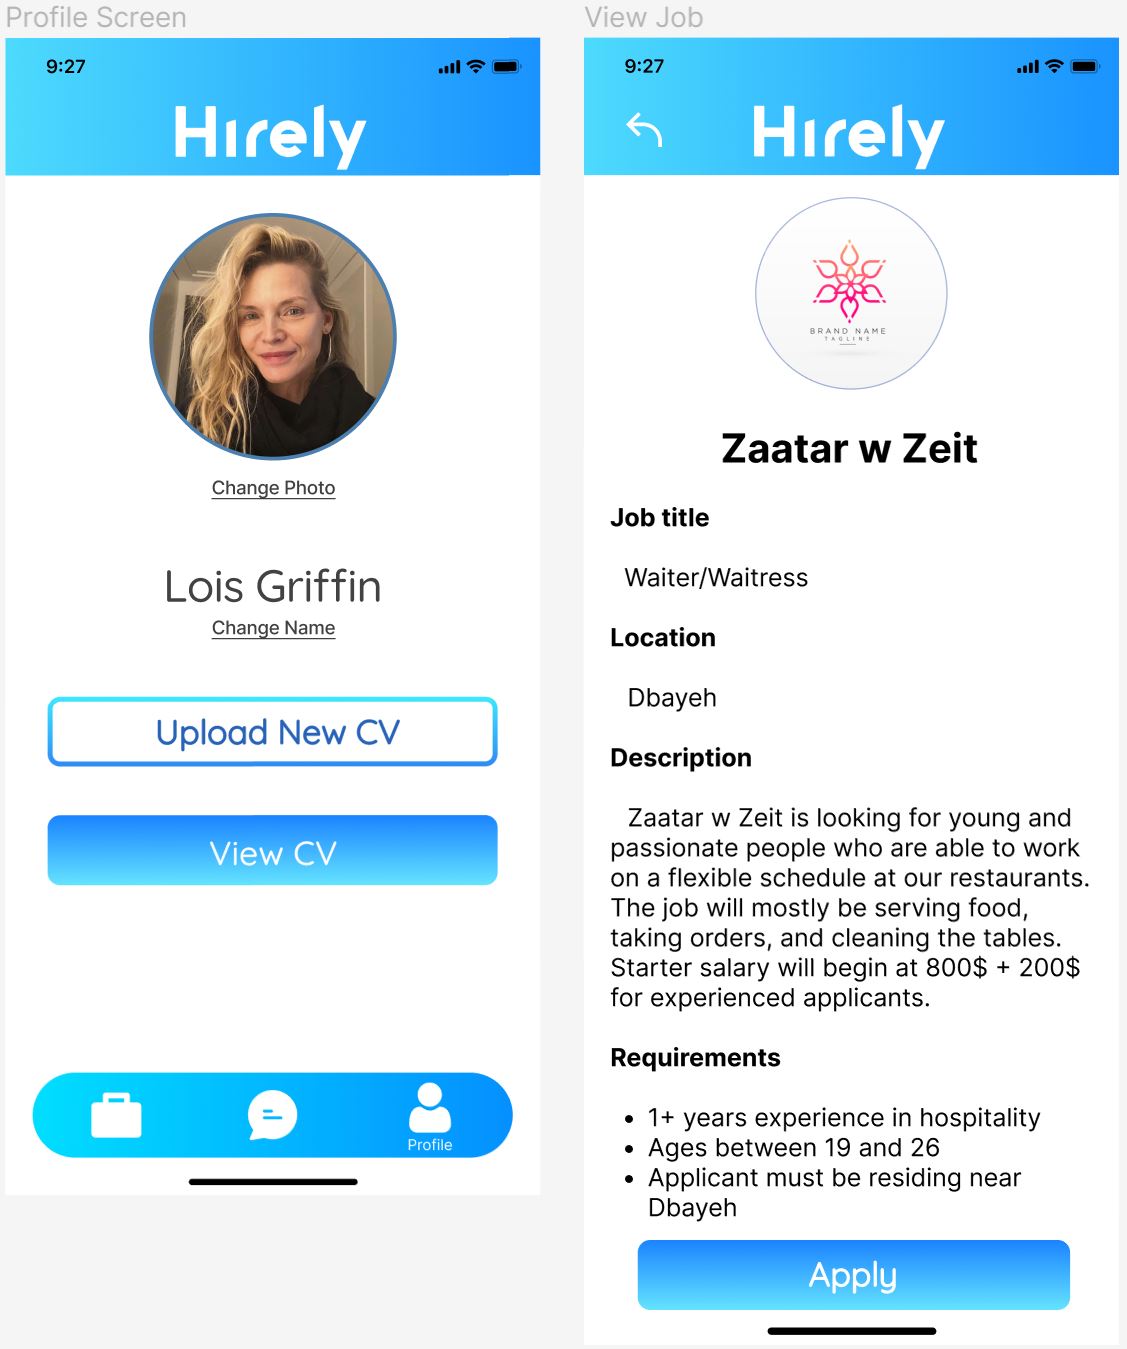 Profile Screen
9:27
Hırely
Change Photo
Lois Griffin
Change Name
Upload New CV
View CV
Profile
View Job
9:27
Hırely
BRAND NAME
TAGLINE
Zaatar w Zeit
Job title
Waiter/Waitress
Location
Dbayeh
Description
Zaatar w Zeit is looking for young and
passionate people who are able to work
on a flexible schedule at our restaurants.
The job will mostly be serving food,
taking orders, and cleaning the tables.
Starter salary will begin at 800$ + 200$
for experienced applicants.
Requirements
• 1+ years experience in hospitality
• Ages between 19 and 26
• Applicant must be residing near
Dbayeh
Apply